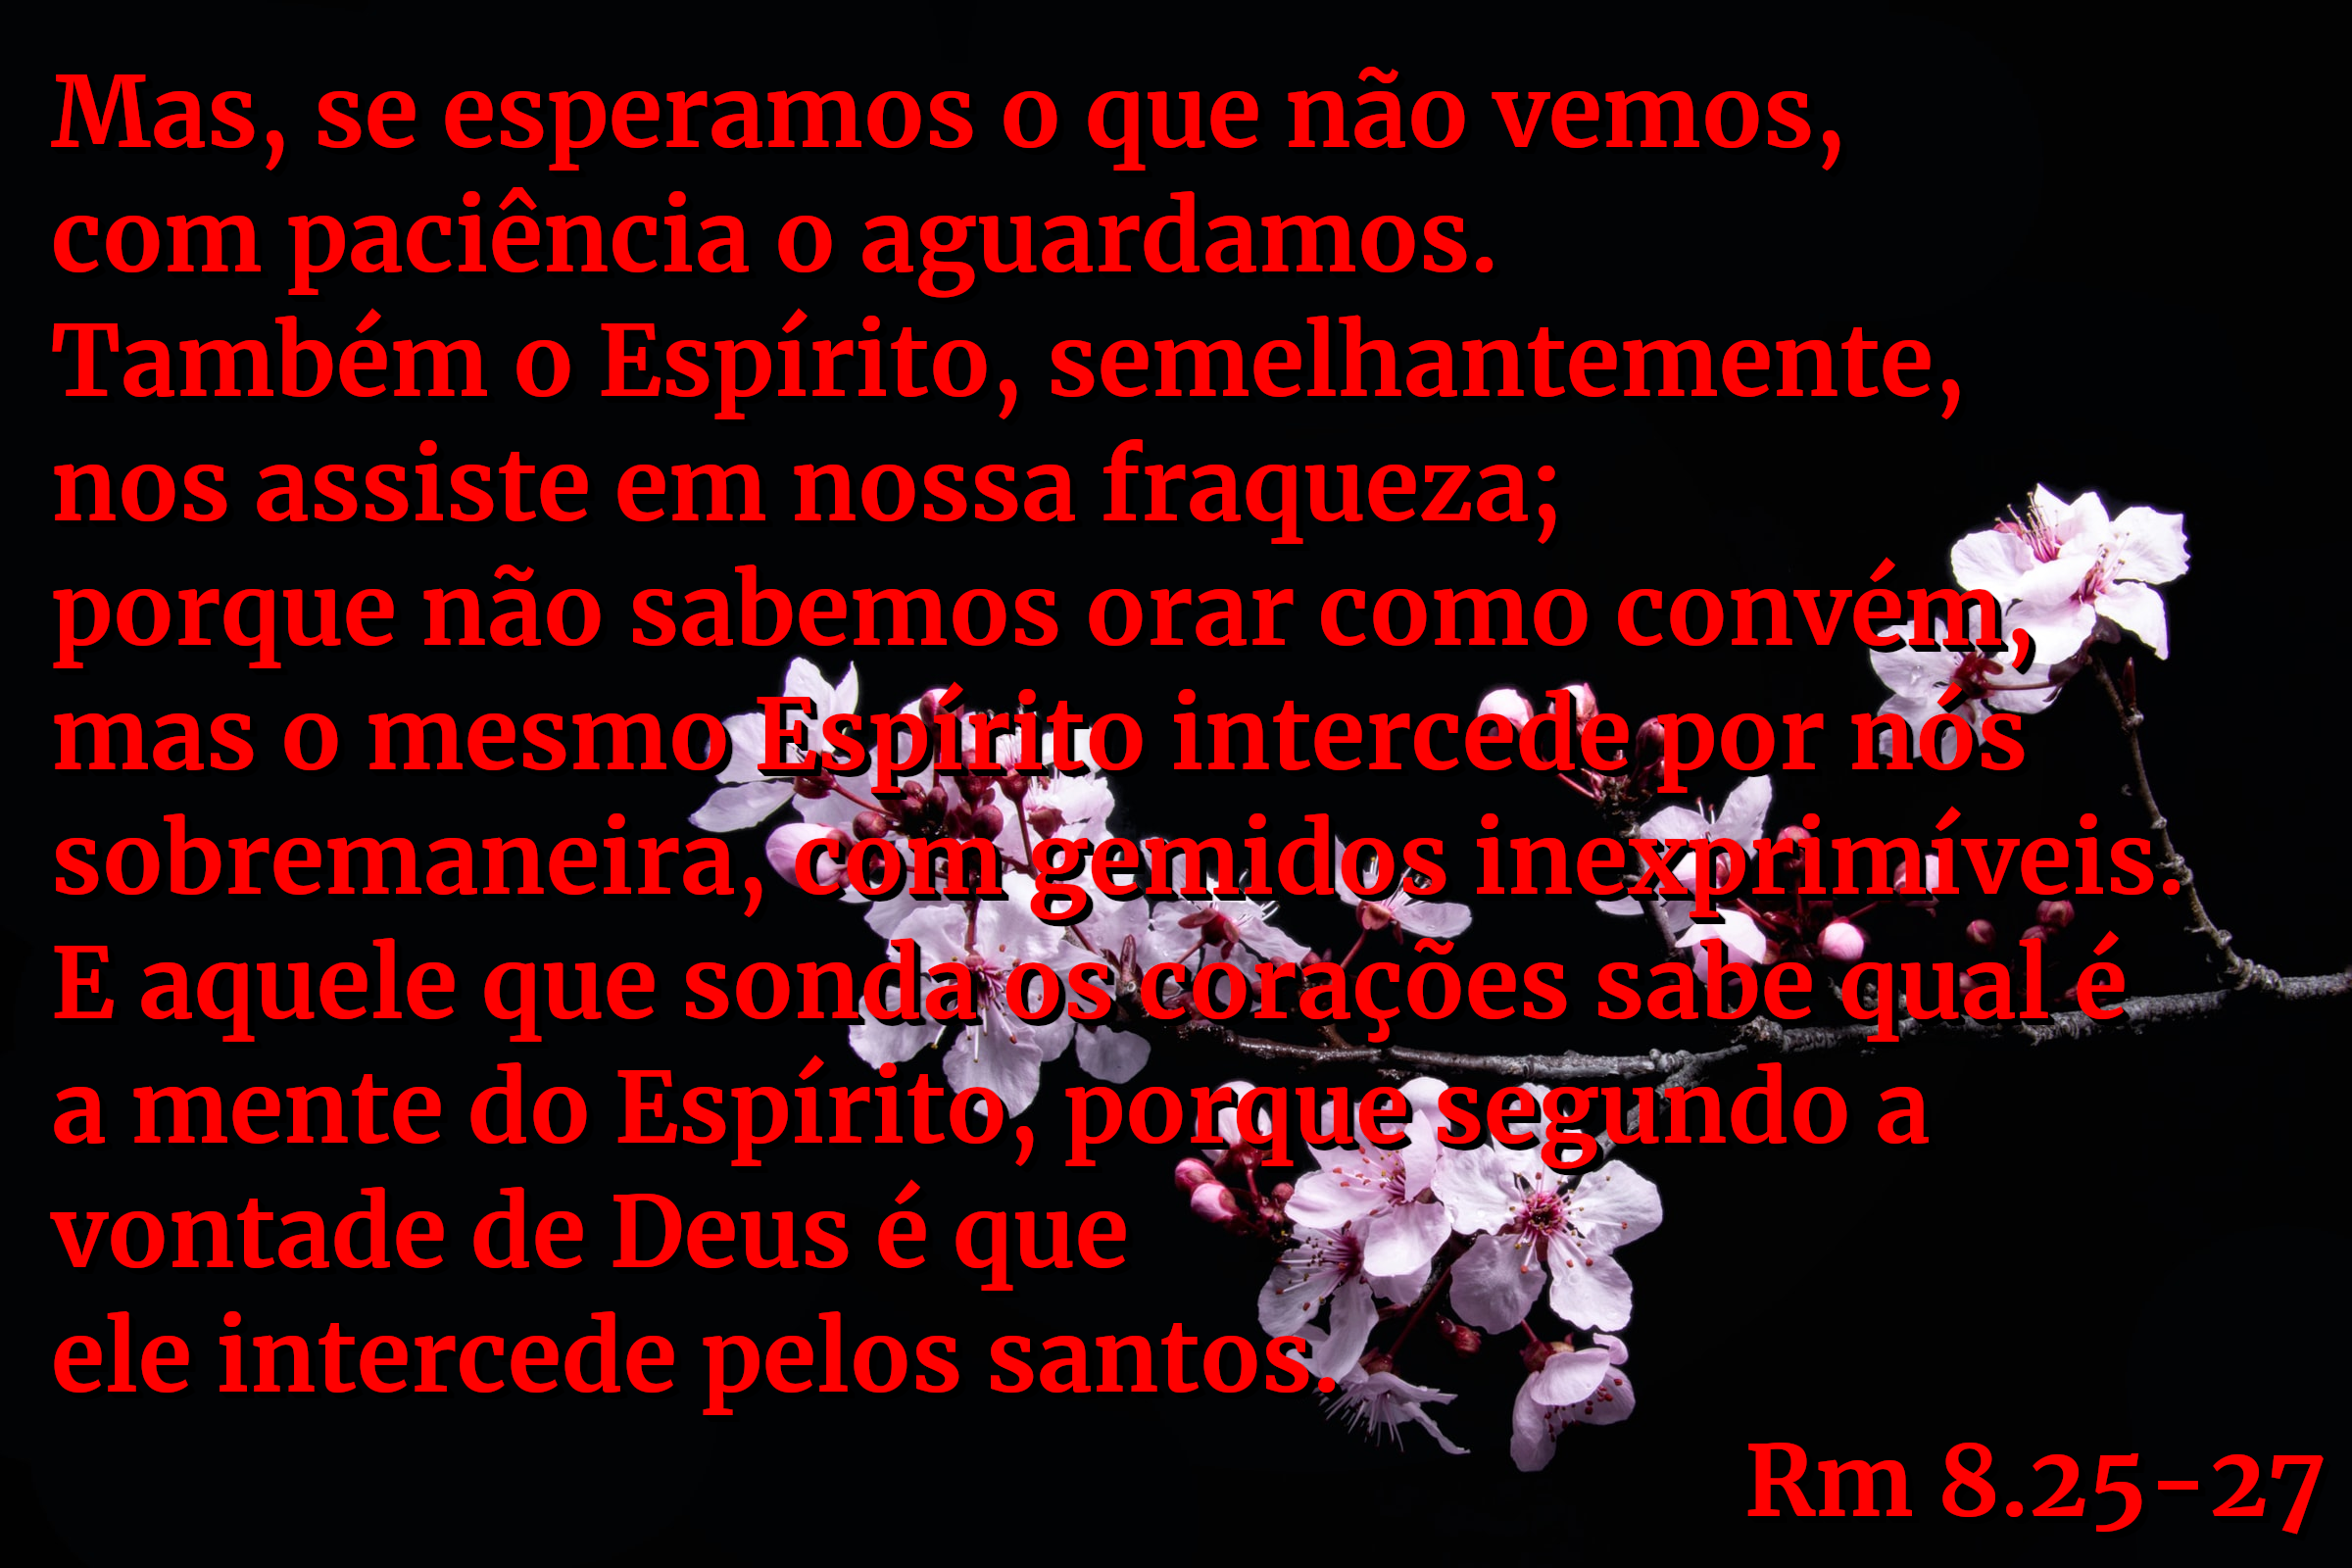 Mas, se esperamos o que não vemos,
com paciência o aguardamos.
Também o Espírito, semelhantemente,
nos assiste em nossa fraqueza;
porque não sabemos orar como convém,
mas o mesmo Espírito intercede por nós
sobremaneira, com gemidos inexprimíveis.
E aquele que sonda os corações sabe qual é
a mente do Espírito, porque segundo a
vontade de Deus é que
ele intercede pelos santos.
Rm 8.25-27